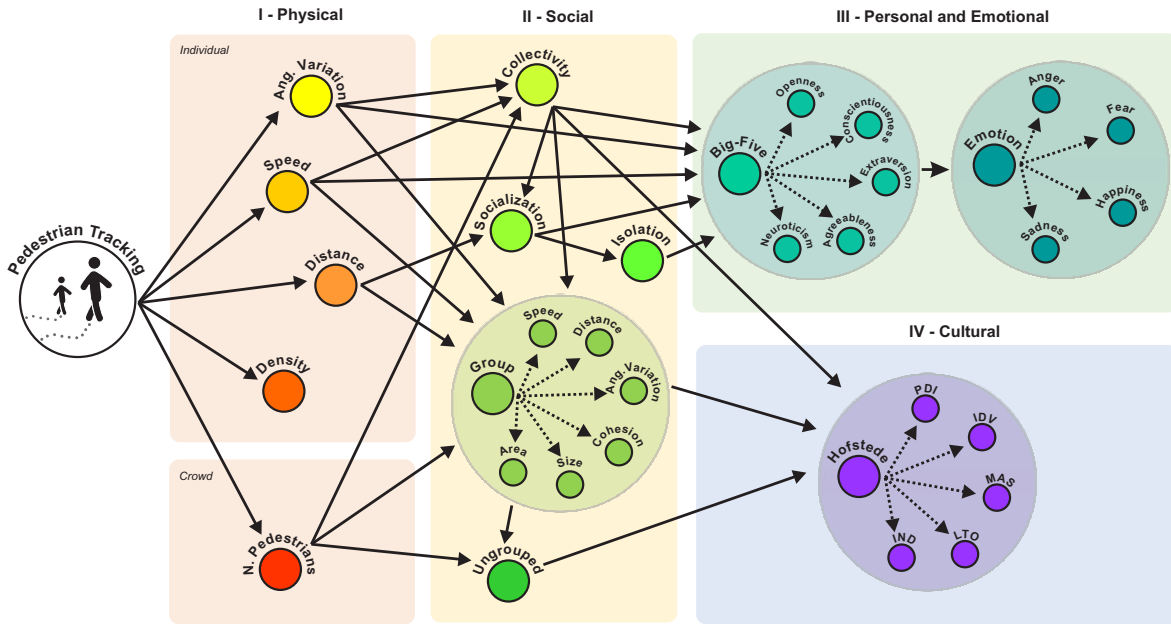 I - Physical
II - Social
III - Personal and Emotional
Individual
Ang. Variation
Speed
Distance
Density
Pedestrian Tracking
Crowd
N. Pedestrians
Collectivity
Socialization
Isolation
Group
Speed
Distance
Ang. Variation
Cohesion
Size
Area
Ungrouped
Big-Five
Openness
Conscientiousness
Extraversion
Agreeableness
Neuroticism
Emotion
Anger
Fear
Happiness
Sadness
IV - Cultural
Hofstede
PDI
IDV
MAS
LTO
IND